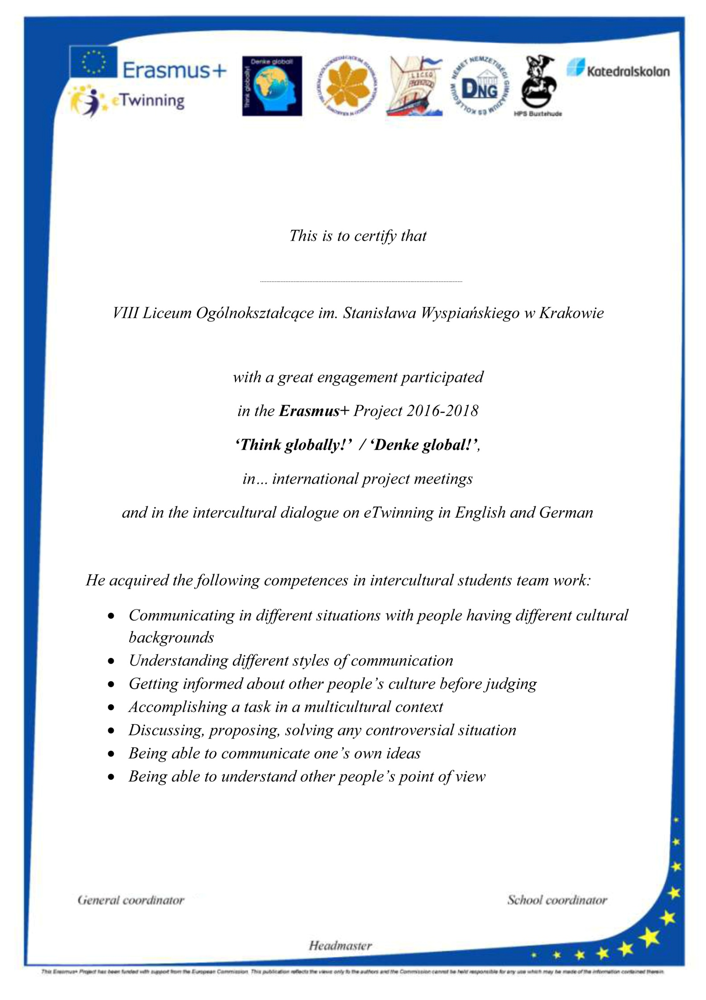 Erasmus+
eTwinning
Denke global!
Think globally!
LICEO
NÉMET NEMZETISÉGI GIMNÁZIUM ÉS KOLLÉGIUM
DNG
HPS Buxtehude
Katedralskolan
This is to certify that
VIII Liceum Ogólnokształcące im. Stanisława Wyspiańskiego w Krakowie
with a great engagement participated
in the Erasmus+ Project 2016-2018
‘Think globally!’ / ‘Denke global!’,
in… international project meetings
and in the intercultural dialogue on eTwinning in English and German
He acquired the following competences in intercultural students team work:
• Communicating in different situations with people having different cultural
backgrounds
• Understanding different styles of communication
• Getting informed about other people’s culture before judging
• Accomplishing a task in a multicultural context
• Discussing, proposing, solving any controversial situation
• Being able to communicate one’s own ideas
• Being able to understand other people’s point of view
General coordinator
School coordinator
Headmaster
This Erasmus+ Project has been funded with support from the European Commission. This publication reflects the views only fo the authors and the Commission cannot be held responsible for any use which may be made of the information contained therein.